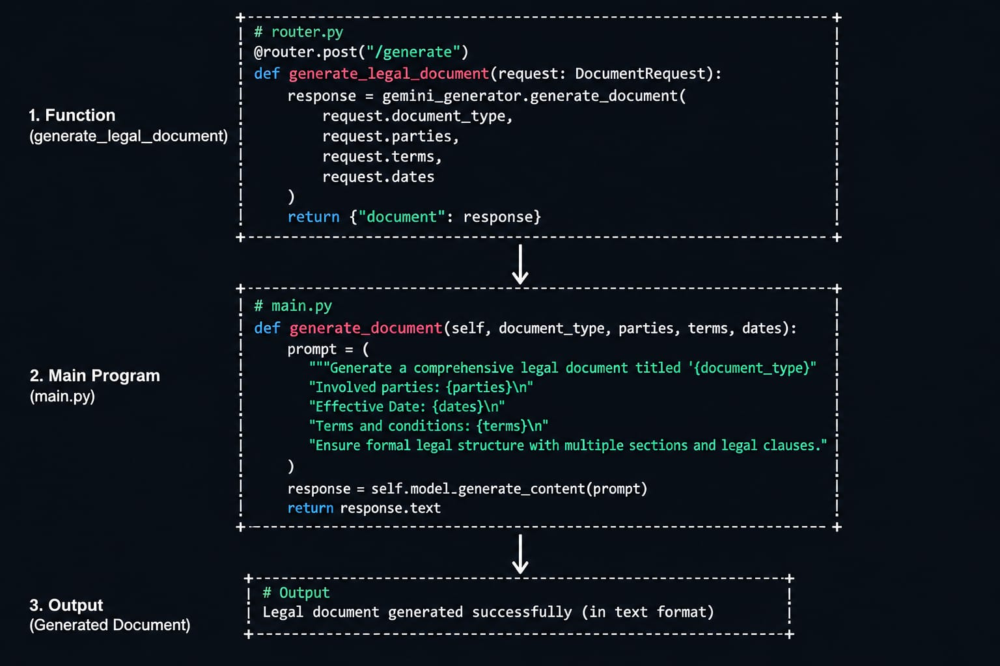 # router.py
@router.post("/generate")
def generate_legal_document(request: DocumentRequest):
response = gemini_generator.generate_document(
request.document_type,
request.parties,
request.terms,
request.dates
)
return {"document": response}
1. Function
(generate_legal_document)
# main.py
def generate_document(self, document_type, parties, terms, dates):
prompt = (
"""Generate a comprehensive legal document titled '{document_type}"
"Involved parties: {parties}\n"
"Effective Date: {dates}\n"
"Terms and conditions: {terms}\n"
"Ensure formal legal structure with multiple sections and legal clauses."
)
response = self.model.generate_content(prompt)
return response.text
2. Main Program
(main.py)
# Output
Legal document generated successfully (in text format)
3. Output
(Generated Document)